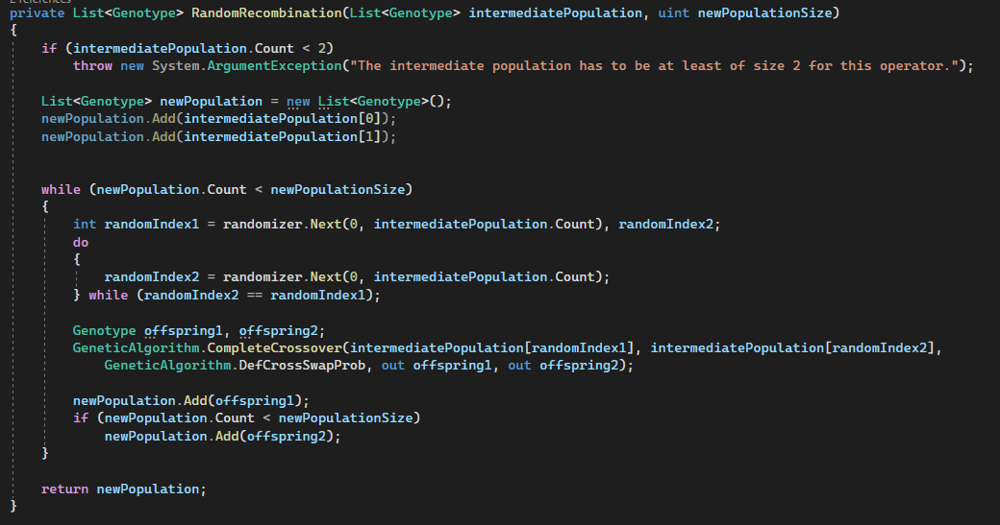 2 references
private List<Genotype> RandomRecombination(List<Genotype> intermediatePopulation, uint newPopulationSize)
{
    if (intermediatePopulation.Count < 2)
        throw new System.ArgumentException("The intermediate population has to be at least of size 2 for this operator.");
    List<Genotype> newPopulation = new List<Genotype>();
    newPopulation.Add(intermediatePopulation[0]);
    newPopulation.Add(intermediatePopulation[1]);
    while (newPopulation.Count < newPopulationSize)
    {
        int randomIndex1 = randomizer.Next(0, intermediatePopulation.Count), randomIndex2;
        do
        {
            randomIndex2 = randomizer.Next(0, intermediatePopulation.Count);
        } while (randomIndex2 == randomIndex1);
        Genotype offspring1, offspring2;
        GeneticAlgorithm.CompleteCrossover(intermediatePopulation[randomIndex1], intermediatePopulation[randomIndex2],
            GeneticAlgorithm.DefCrossSwapProb, out offspring1, out offspring2);
        newPopulation.Add(offspring1);
        if (newPopulation.Count < newPopulationSize)
            newPopulation.Add(offspring2);
    }
    return newPopulation;
}